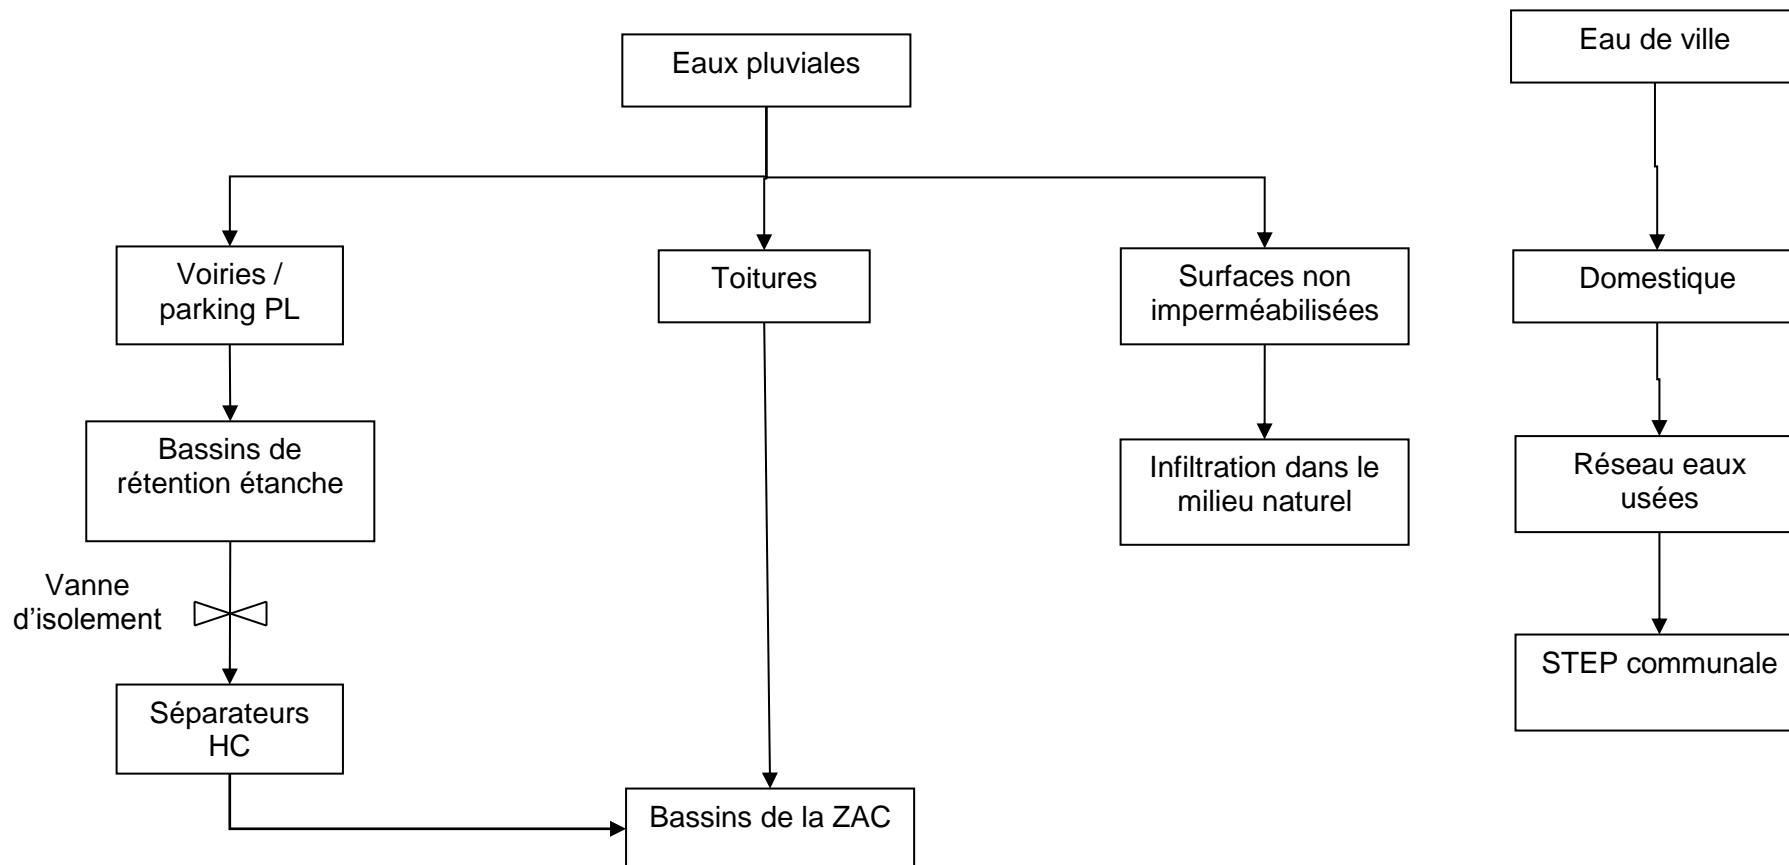 Eaux pluviales
Eau de ville
Voiries /
parking PL
Toitures
Surfaces non
imperméabilisées
Domestique
Bassins de
rétention étanche
Infiltration dans le
milieu naturel
Réseau eaux
usées
Vanne
d’isolement
Séparateurs
HC
STEP communale
Bassins de la ZAC